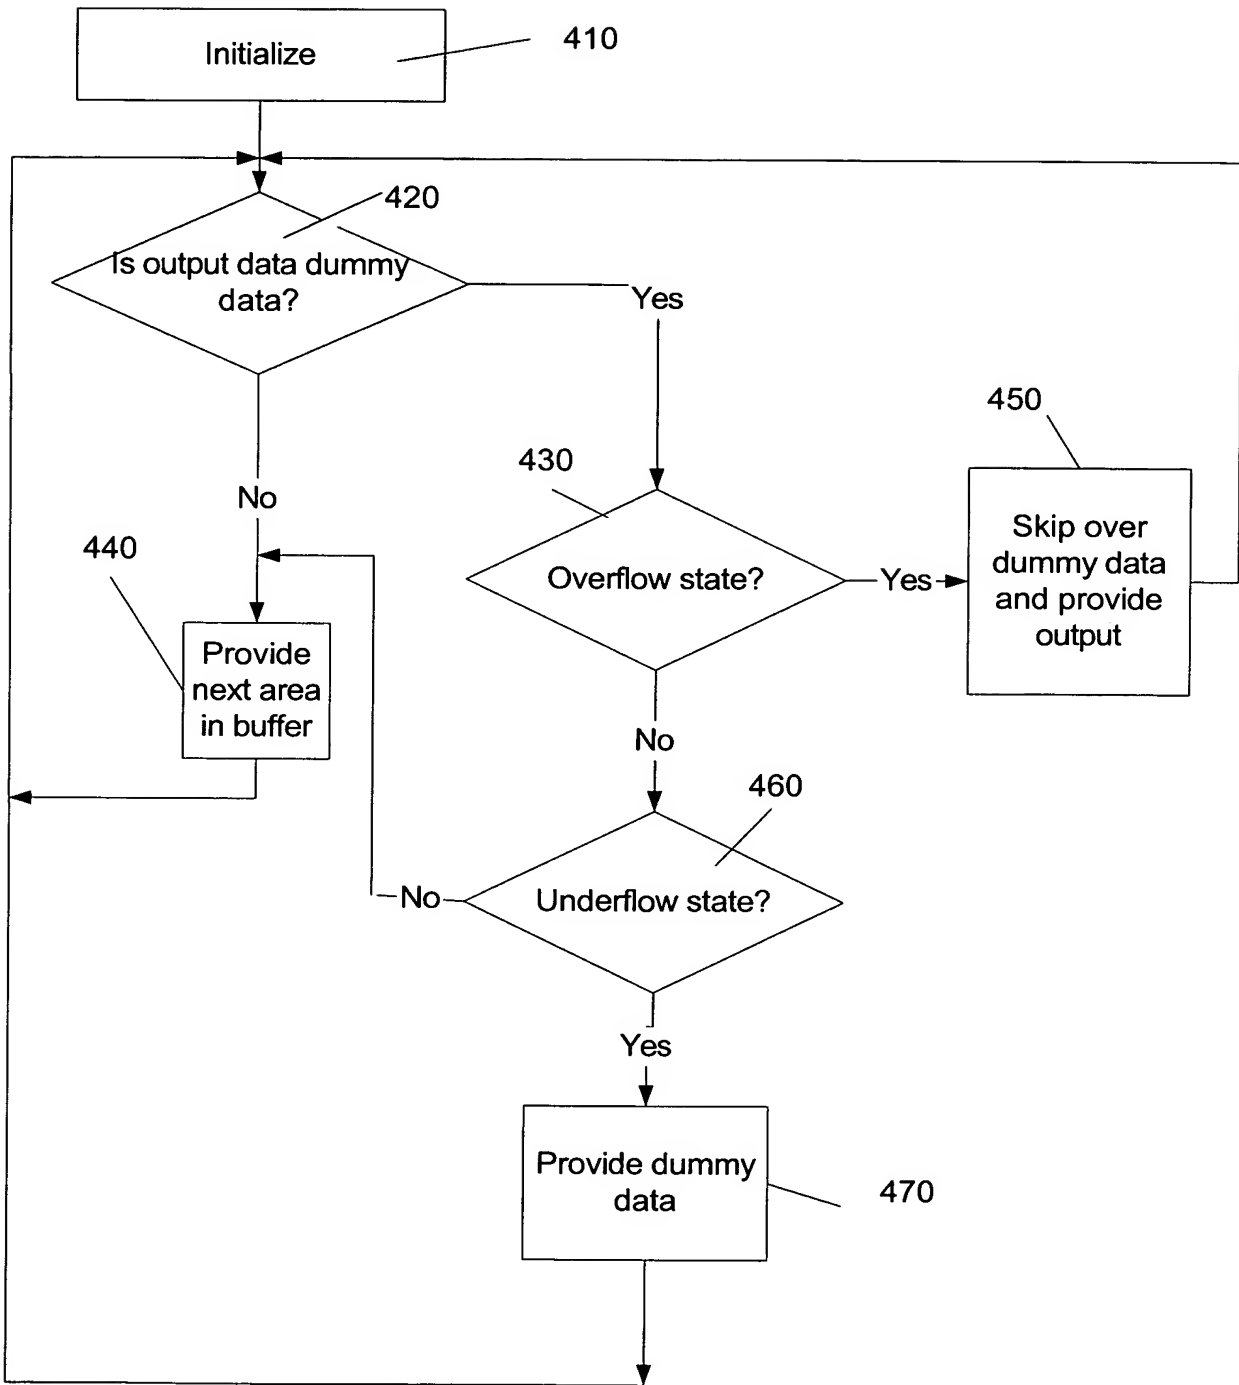 Initialize
410
420
Is output data dummy
data?
Yes
No
430
450
Overflow state?
Yes
Skip over
dummy data
and provide
output
440
Provide
next area
in buffer
No
460
Underflow state?
No
Yes
Provide dummy
data
470